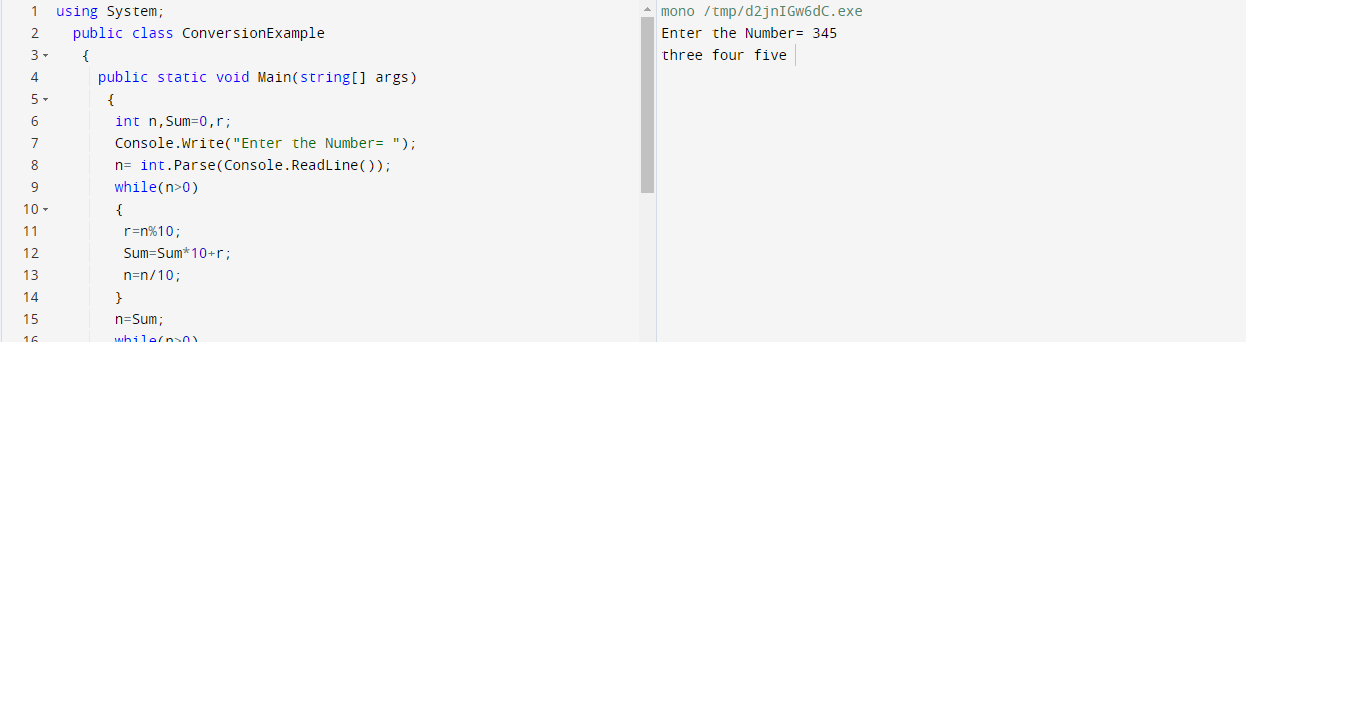 1 using System;
2 public class ConversionExample
3 {
4 public static void Main(string[] args)
5 {
6 int n,Sum=0,r;
7 Console.Write("Enter the Number= ");
8 n= int.Parse(Console.ReadLine());
9 while(n>0)
10 {
11 r=n%10;
12 Sum=Sum*10+r;
13 n=n/10;
14 }
15 n=Sum;
16 while(n>0)
mono /tmp/d2jnIGw6dC.exe
Enter the Number= 345
three four five